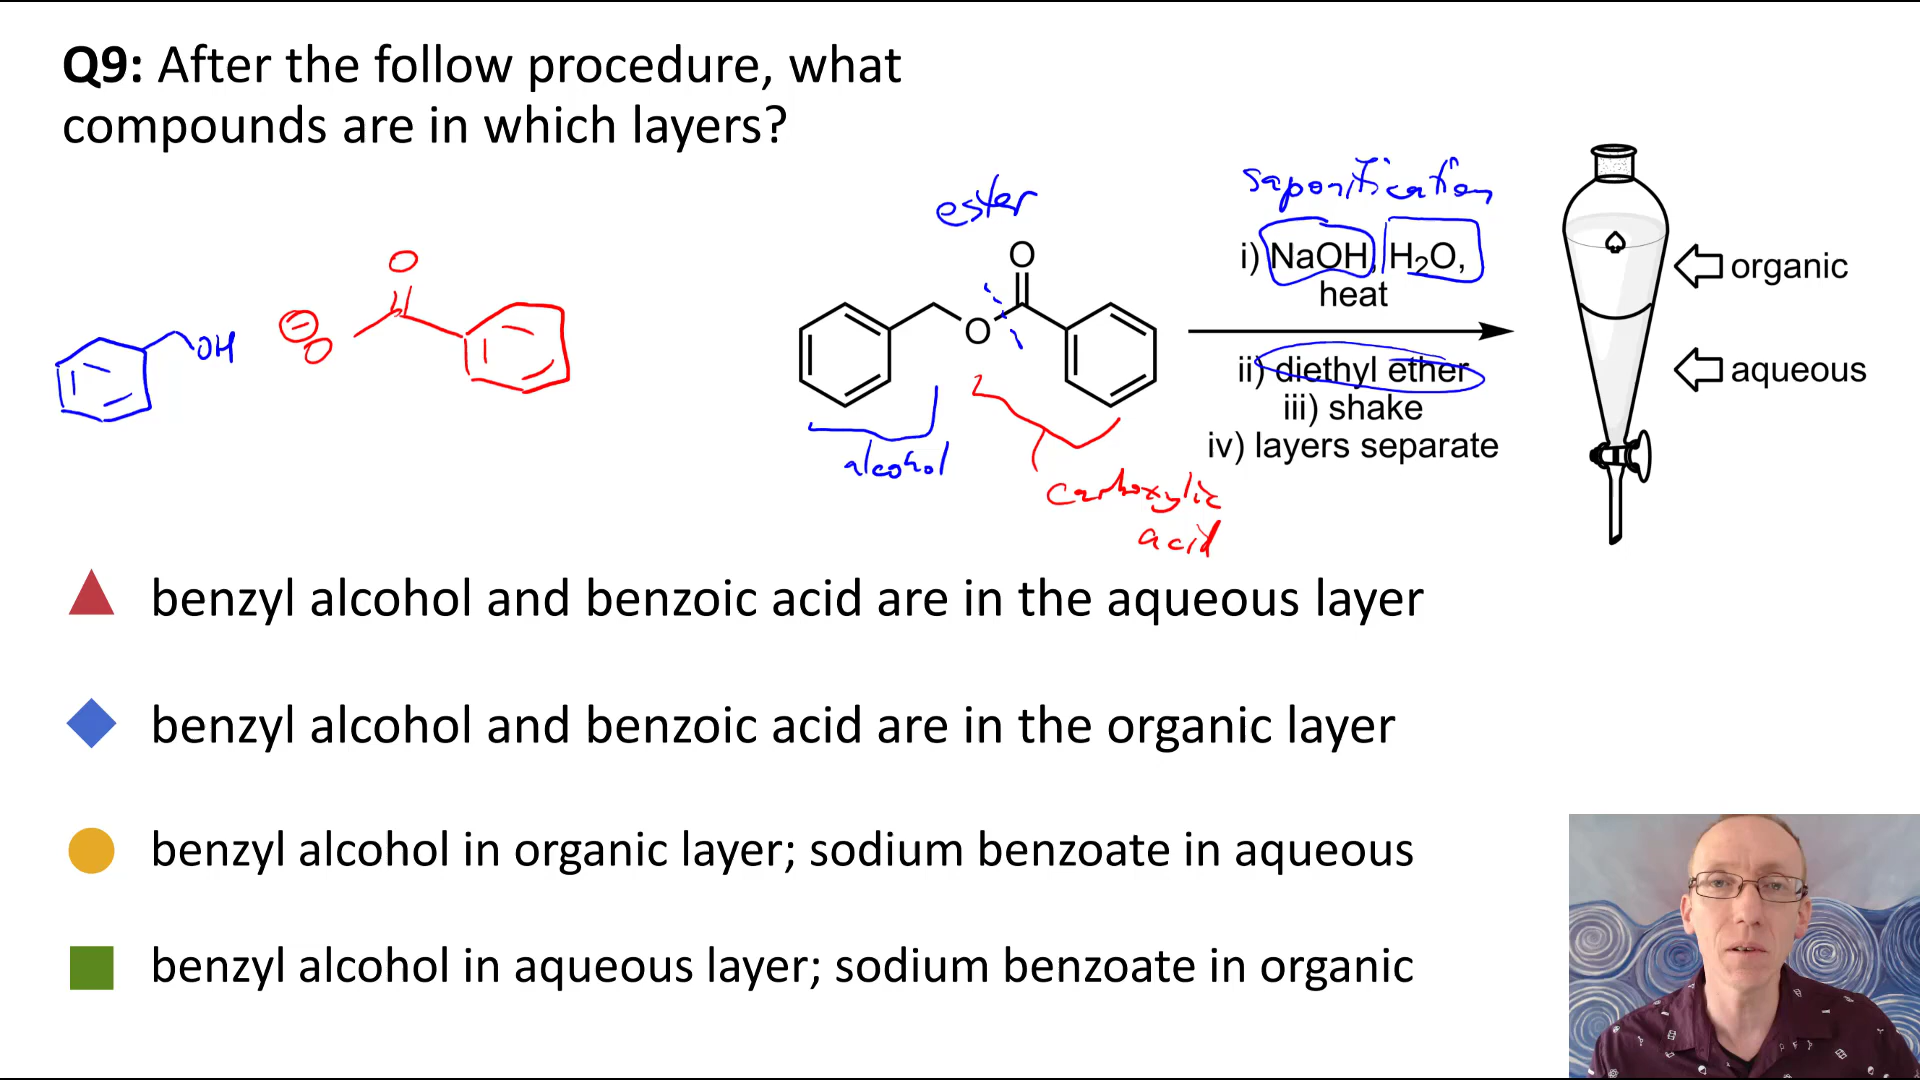 Q9: After the follow procedure, what
compounds are in which layers?
saponification
ester
i) NaOH, H₂O,
heat
O
O
organic
O
⊖
O
OH
ii) diethyl ether
aqueous
iii) shake
iv) layers separate
alcohol
carboxylic
acid
benzyl alcohol and benzoic acid are in the aqueous layer
benzyl alcohol and benzoic acid are in the organic layer
benzyl alcohol in organic layer; sodium benzoate in aqueous
benzyl alcohol in aqueous layer; sodium benzoate in organic